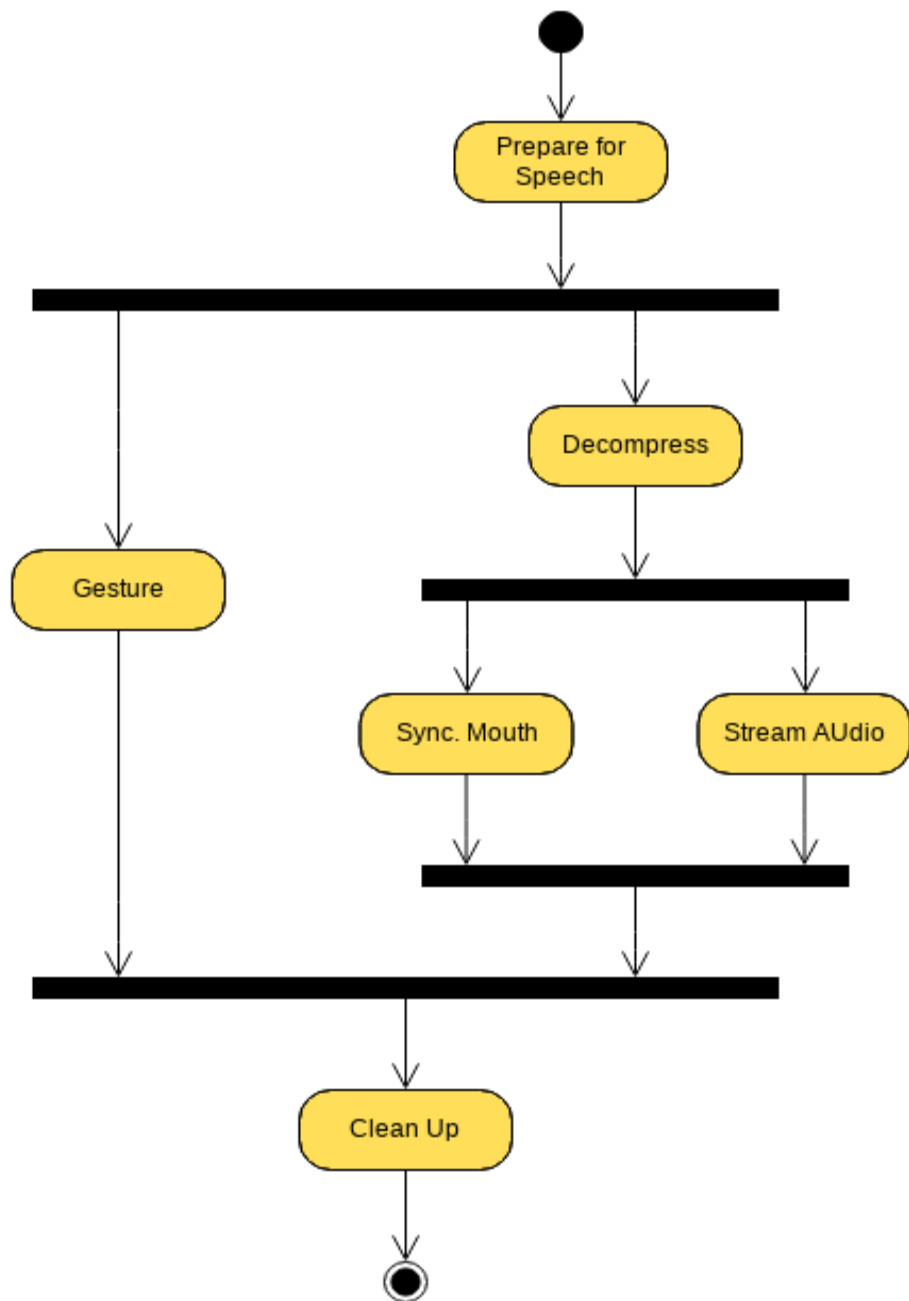 Prepare for
Speech
Decompress
Gesture
Sync. Mouth
Stream AUdio
Clean Up